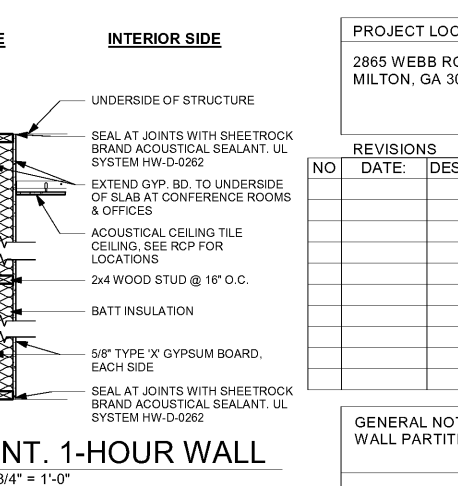 INTERIOR SIDE
UNDERSIDE OF STRUCTURE
SEAL AT JOINTS WITH SHEETROCK
BRAND ACOUSTICAL SEALANT. UL
SYSTEM HW-D-0262
EXTEND GYP. BD. TO UNDERSIDE
OF SLAB AT CONFERENCE ROOMS
& OFFICES
ACOUSTICAL CEILING TILE
CEILING, SEE RCP FOR
LOCATIONS
2x4 WOOD STUD @ 16" O.C.
BATT INSULATION
5/8" TYPE 'X' GYPSUM BOARD,
EACH SIDE
SEAL AT JOINTS WITH SHEETROCK
BRAND ACOUSTICAL SEALANT. UL
SYSTEM HW-D-0262
NT. 1-HOUR WALL
3/4" = 1'-0"
PROJECT LOC
2865 WEBB RO
MILTON, GA 30
REVISIONS
NO DATE: DES
GENERAL NOT
WALL PARTITI